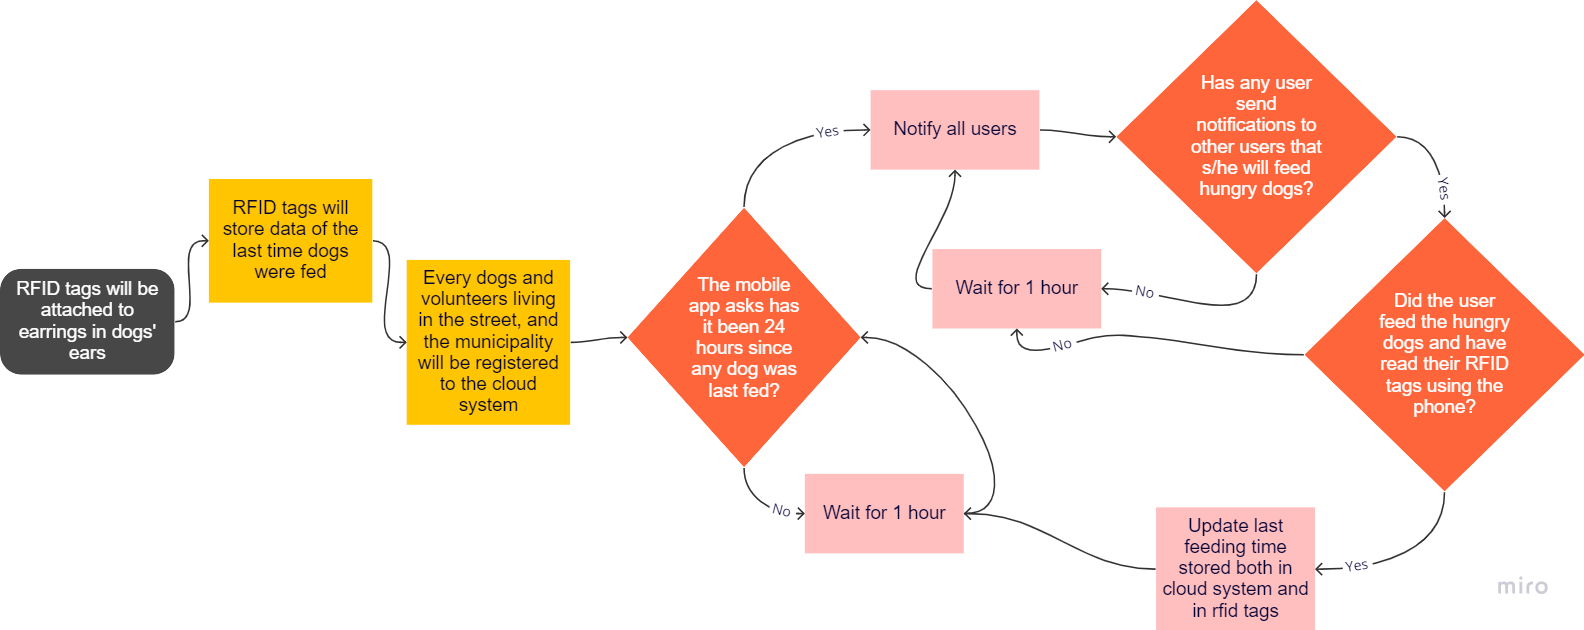 RFID tags will be
attached to
earrings in dogs'
ears
RFID tags will
store data of the
last time dogs
were fed
Every dogs and
volunteers living
in the street, and
the municipality
will be registered
to the cloud
system
The mobile
app asks has
it been 24
hours since
any dog was
last fed?
Yes
Notify all users
Has any user
send
notifications to
other users that
s/he will feed
hungry dogs?
Yes
No
Wait for 1 hour
Did the user
feed the hungry
dogs and have
read their RFID
tags using the
phone?
No
Yes
Update last
feeding time
stored both in
cloud system and
in rfid tags
No
Wait for 1 hour
miro